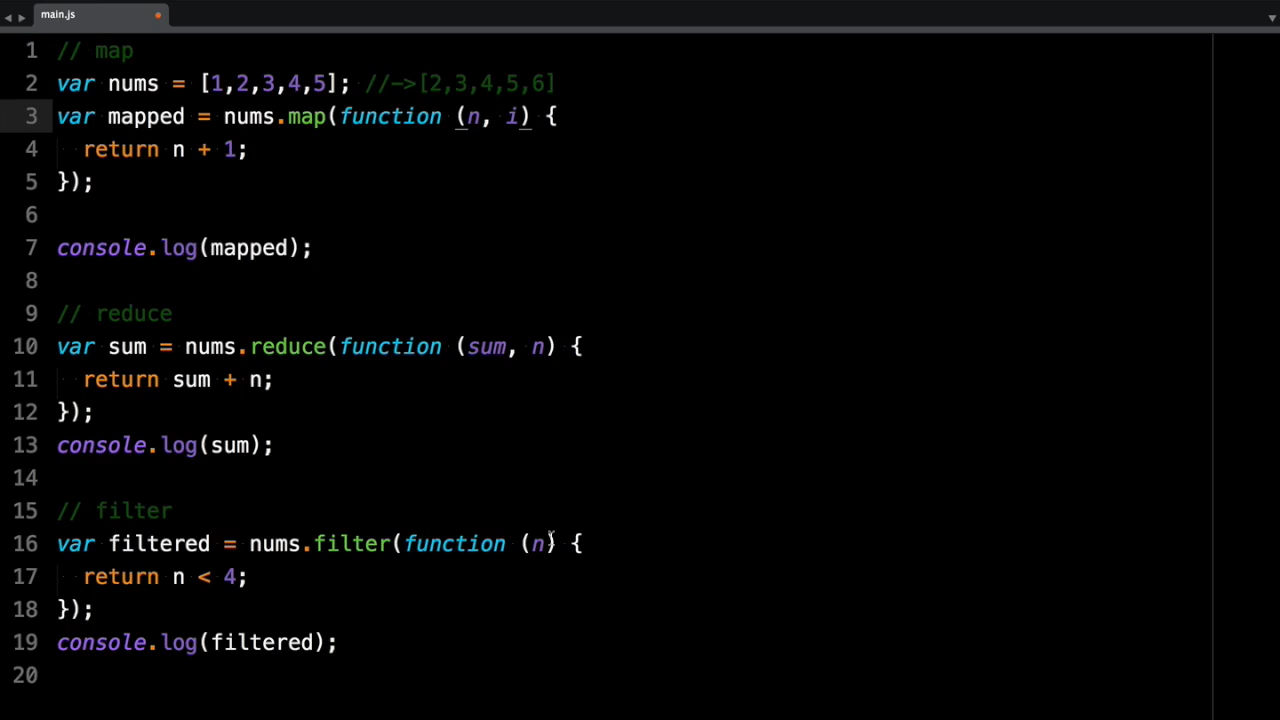 main.js
1 // map
2 var nums = [1,2,3,4,5]; //->[2,3,4,5,6]
3 var mapped = nums.map(function (n, i) {
4   return n + 1;
5 });
6
7 console.log(mapped);
8
9 // reduce
10 var sum = nums.reduce(function (sum, n) {
11   return sum + n;
12 });
13 console.log(sum);
14
15 // filter
16 var filtered = nums.filter(function (n) {
17   return n < 4;
18 });
19 console.log(filtered);
20